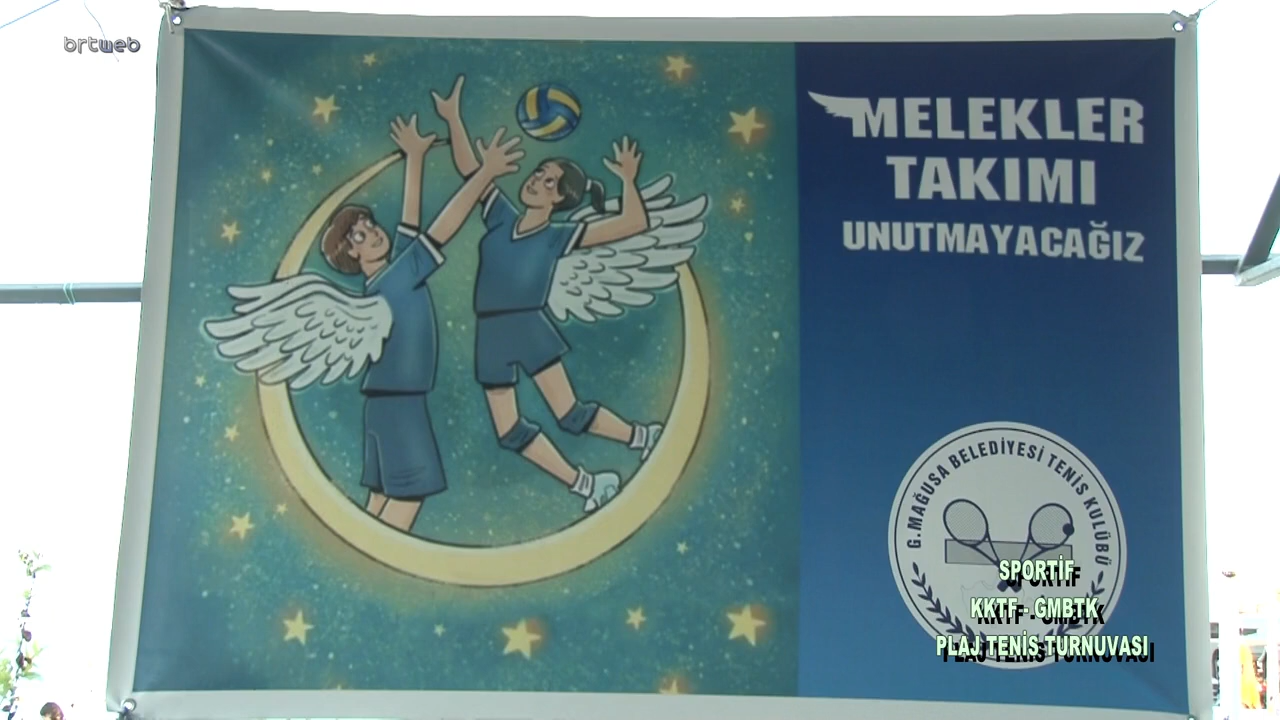 brtweb
MELEKLER
TAKIMI
UNUTMAYACAĞIZ
G.MAĞUSA BELEDİYESİ TENİS KULÜBÜ
SPORTİF
KKTF - GMBTK
PLAJ TENİS TURNUVASI